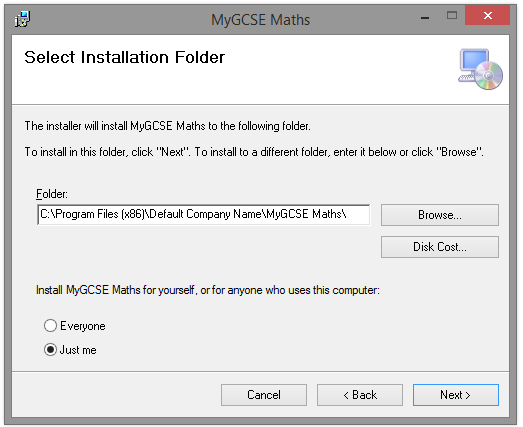 MyGCSE Maths
Select Installation Folder
The installer will install MyGCSE Maths to the following folder.
To install in this folder, click "Next". To install to a different folder, enter it below or click "Browse".
Folder:
C:\Program Files (x86)\Default Company Name\MyGCSE Maths\
Browse...
Disk Cost...
Install MyGCSE Maths for yourself, or for anyone who uses this computer:
Everyone
Just me
Cancel
< Back
Next >